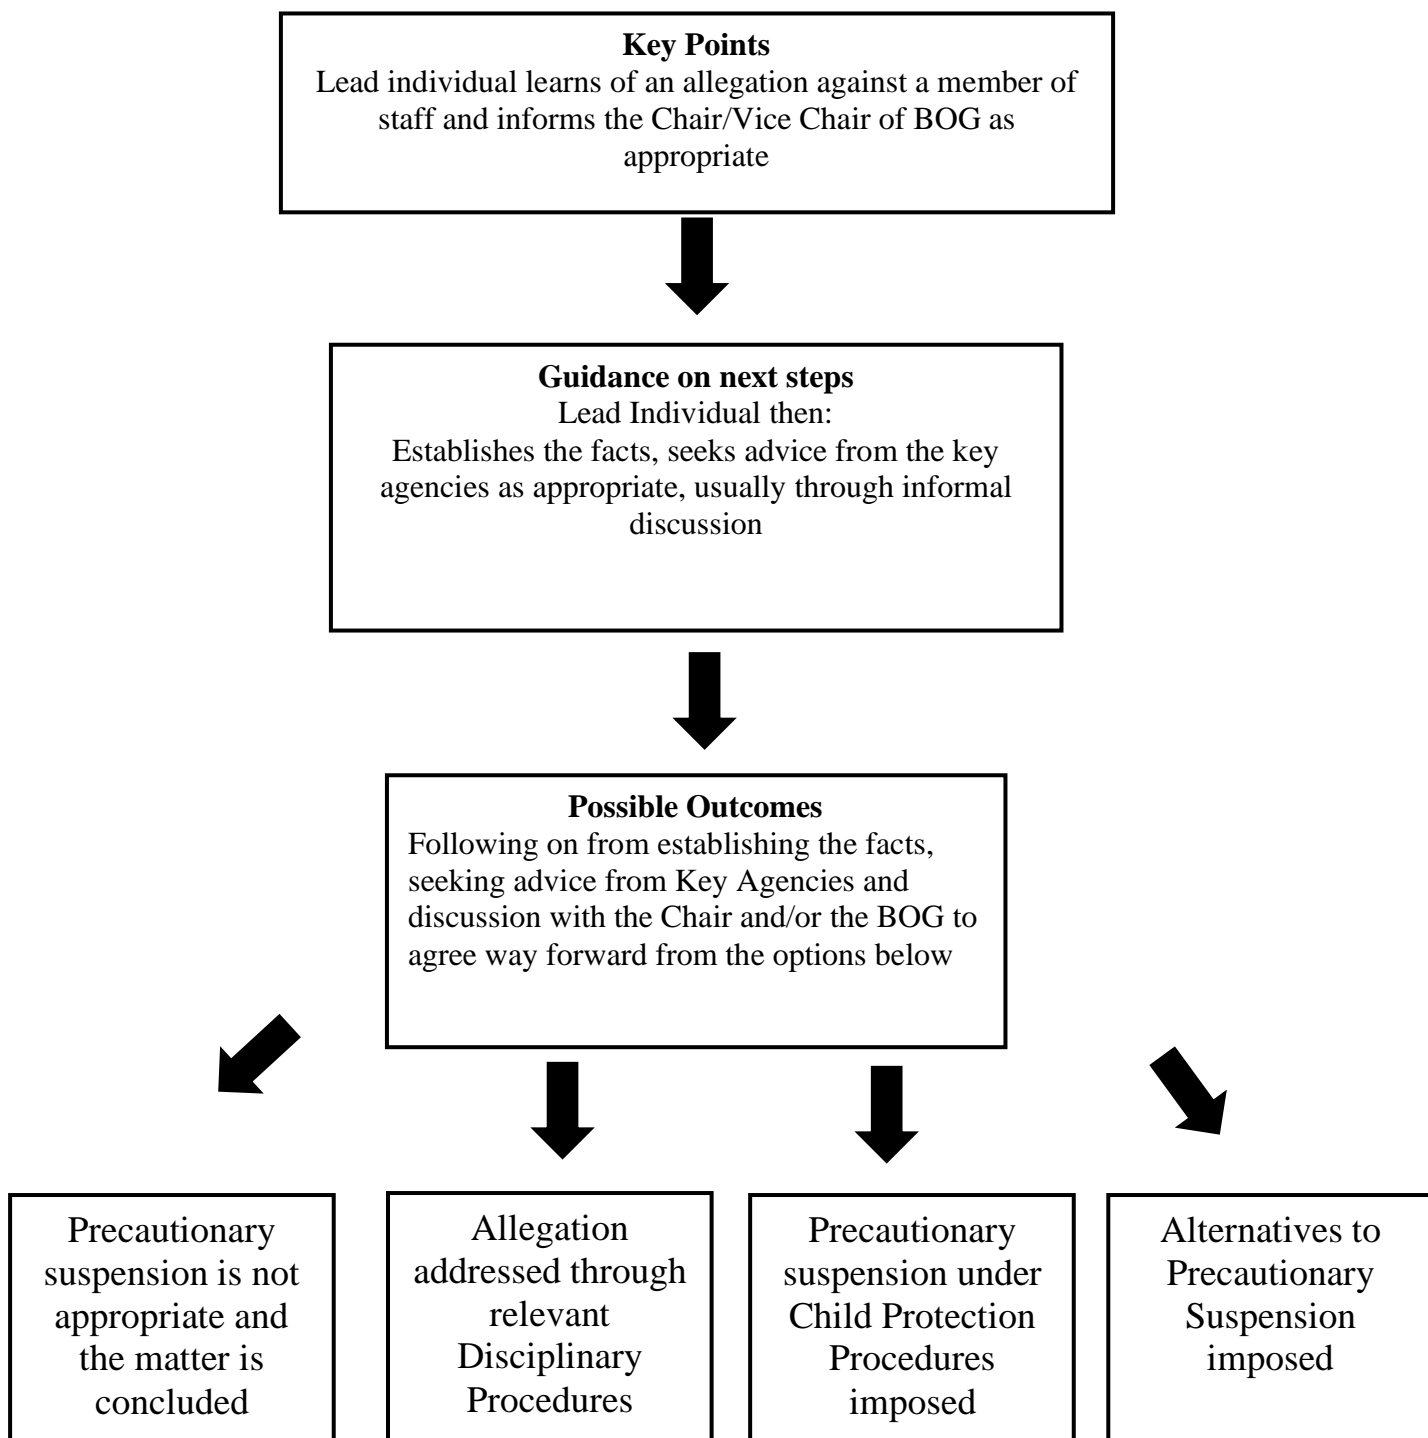 Key Points
Lead individual learns of an allegation against a member of
staff and informs the Chair/Vice Chair of BOG as
appropriate
Guidance on next steps
Lead Individual then:
Establishes the facts, seeks advice from the key
agencies as appropriate, usually through informal
discussion
Possible Outcomes
Following on from establishing the facts,
seeking advice from Key Agencies and
discussion with the Chair and/or the BOG to
agree way forward from the options below
Precautionary
suspension is not
appropriate and
the matter is
concluded
Allegation
addressed through
relevant
Disciplinary
Procedures
Precautionary
suspension under
Child Protection
Procedures
imposed
Alternatives to
Precautionary
Suspension
imposed